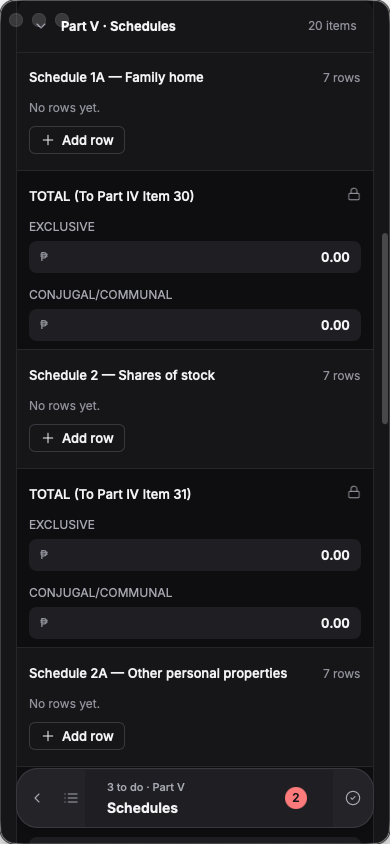 Part V · Schedules 20 items
Schedule 1A — Family home 7 rows
No rows yet.
+ Add row
TOTAL (To Part IV Item 30)
EXCLUSIVE
₱ 0.00
CONJUGAL/COMMUNAL
₱ 0.00
Schedule 2 — Shares of stock 7 rows
No rows yet.
+ Add row
TOTAL (To Part IV Item 31)
EXCLUSIVE
₱ 0.00
CONJUGAL/COMMUNAL
₱ 0.00
Schedule 2A — Other personal properties 7 rows
No rows yet.
+ Add row
3 to do · Part V
Schedules 2